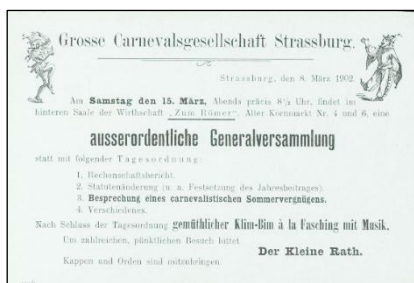 Grosse Carnevalsgesellschaft Strassburg.
Strassburg, den 8. März 1902.
Am Samstag den 15. März, Abends präcis 8½ Uhr, findet im
hinteren Saale der Wirthschaft „Zum Römer", Alter Kornmarkt Nr. 4 und 6, eine
ausserordentliche Generalversammlung
statt mit folgender Tagesordnung:
1. Rechenschaftsbericht.
2. Statutenänderung (u. a. Festsetzung des Jahresbeitrages).
3. Besprechung eines carnevalistischen Sommervergnügens.
4. Verschiedenes.
Nach Schluss der Tagesordnung gemüthlicher Klim-Bim à la Fasching mit Musik.
Um zahlreichen, pünktlichen Besuch bittet
Der Kleine Rath.
Kappen und Orden sind mitzubringen.